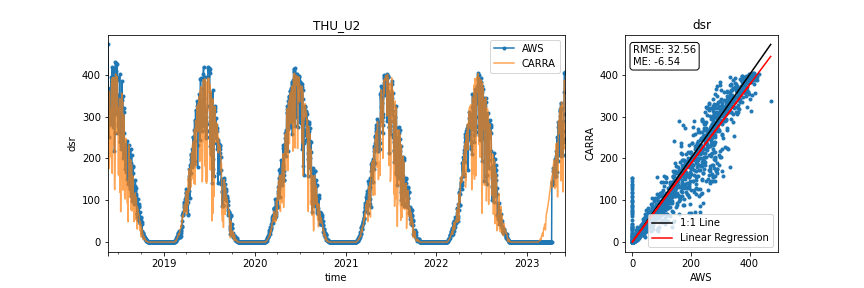 THU_U2
dsr
AWS
CARRA
400
300
200
100
0
dsr
2019
2020
2021
2022
2023
time
dsr
RMSE: 32.56
ME: -6.54
400
300
200
100
0
CARRA
1:1 Line
Linear Regression
0
200
400
AWS